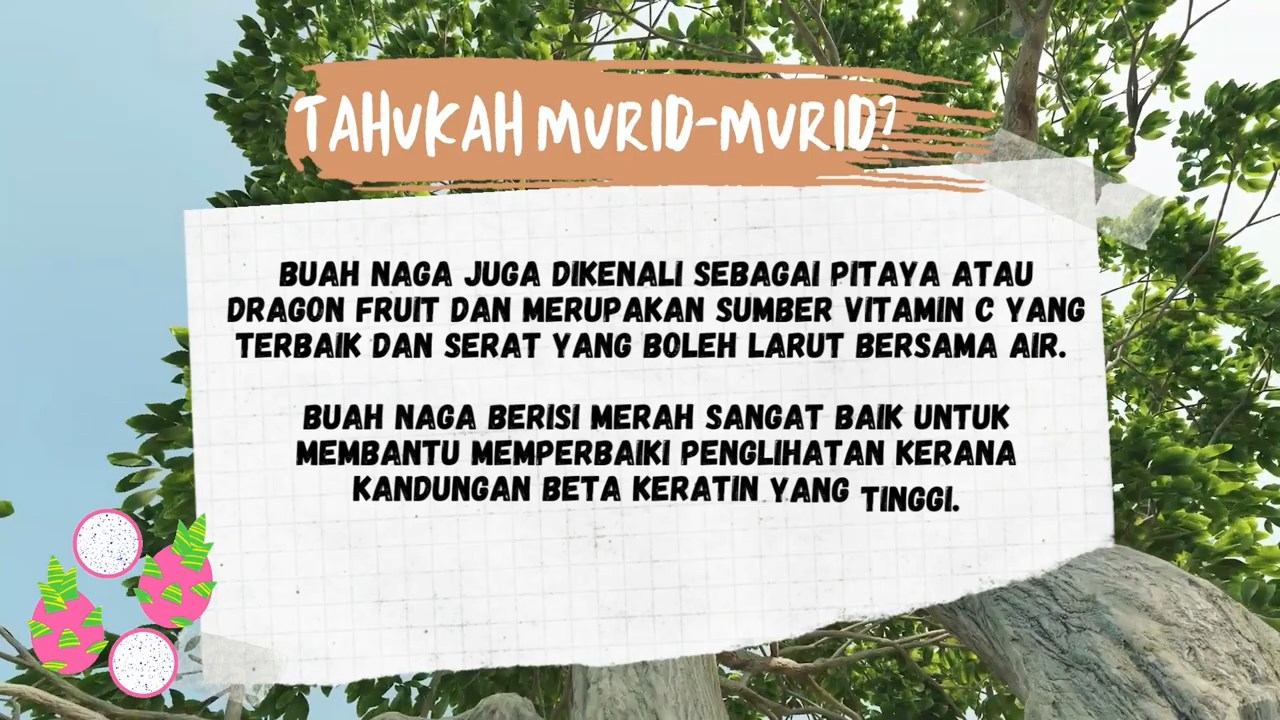 TAHUKAH MURID-MURID?
BUAH NAGA JUGA DIKENALI SEBAGAI PITAYA ATAU
DRAGON FRUIT DAN MERUPAKAN SUMBER VITAMIN C YANG
TERBAIK DAN SERAT YANG BOLEH LARUT BERSAMA AIR.
BUAH NAGA BERISI MERAH SANGAT BAIK UNTUK
MEMBANTU MEMPERBAIKI PENGLIHATAN KERANA
KANDUNGAN BETA KERATIN YANG TINGGI.